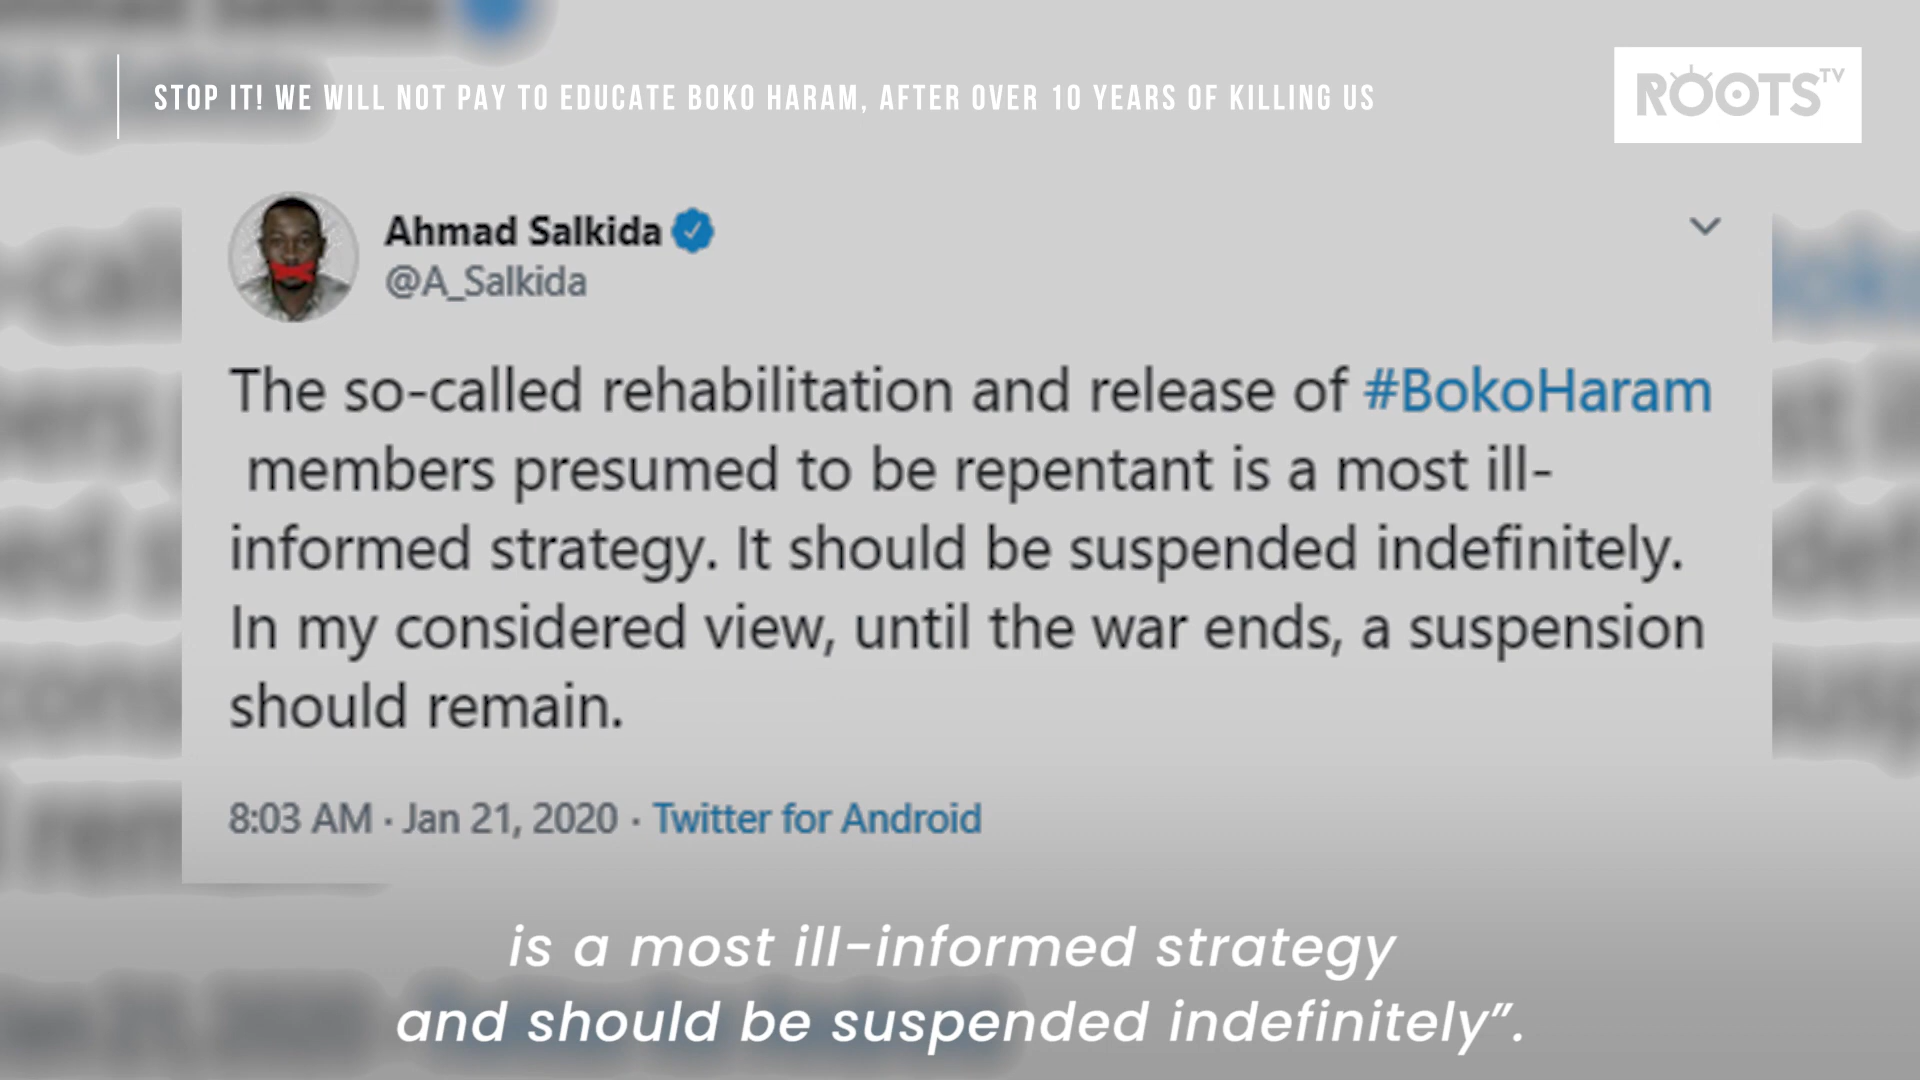 STOP IT! WE WILL NOT PAY TO EDUCATE BOKO HARAM, AFTER OVER 10 YEARS OF KILLING US
ROOTS TV
Ahmad Salkida
@A_Salkida
The so-called rehabilitation and release of #BokoHaram
members presumed to be repentant is a most ill-
informed strategy. It should be suspended indefinitely.
In my considered view, until the war ends, a suspension
should remain.
8:03 AM · Jan 21, 2020 · Twitter for Android
is a most ill-informed strategy
and should be suspended indefinitely”.